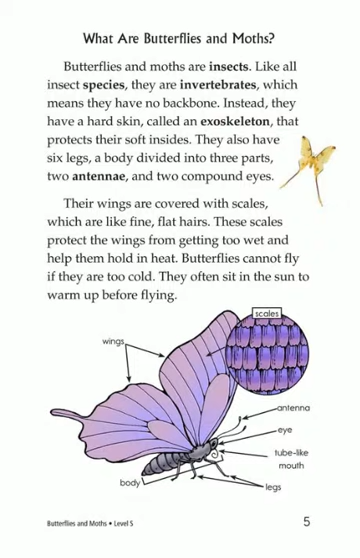 What Are Butterflies and Moths?
Butterflies and moths are insects. Like all
insect species, they are invertebrates, which
means they have no backbone. Instead, they
have a hard skin, called an exoskeleton, that
protects their soft insides. They also have
six legs, a body divided into three parts,
two antennae, and two compound eyes.
Their wings are covered with scales,
which are like fine, flat hairs. These scales
protect the wings from getting too wet and
help them hold in heat. Butterflies cannot fly
if they are too cold. They often sit in the sun to
warm up before flying.
scales
wings
antenna
eye
tube-like
mouth
body
legs
Butterflies and Moths • Level S
5